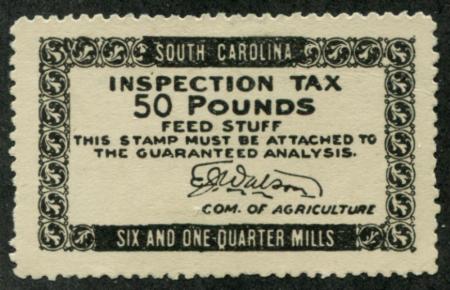 SOUTH CAROLINA
INSPECTION TAX
50 POUNDS
FEED STUFF
THIS STAMP MUST BE ATTACHED TO
THE GUARANTEED ANALYSIS.
E. J. Watson
COM. OF AGRICULTURE
SIX AND ONE QUARTER MILLS